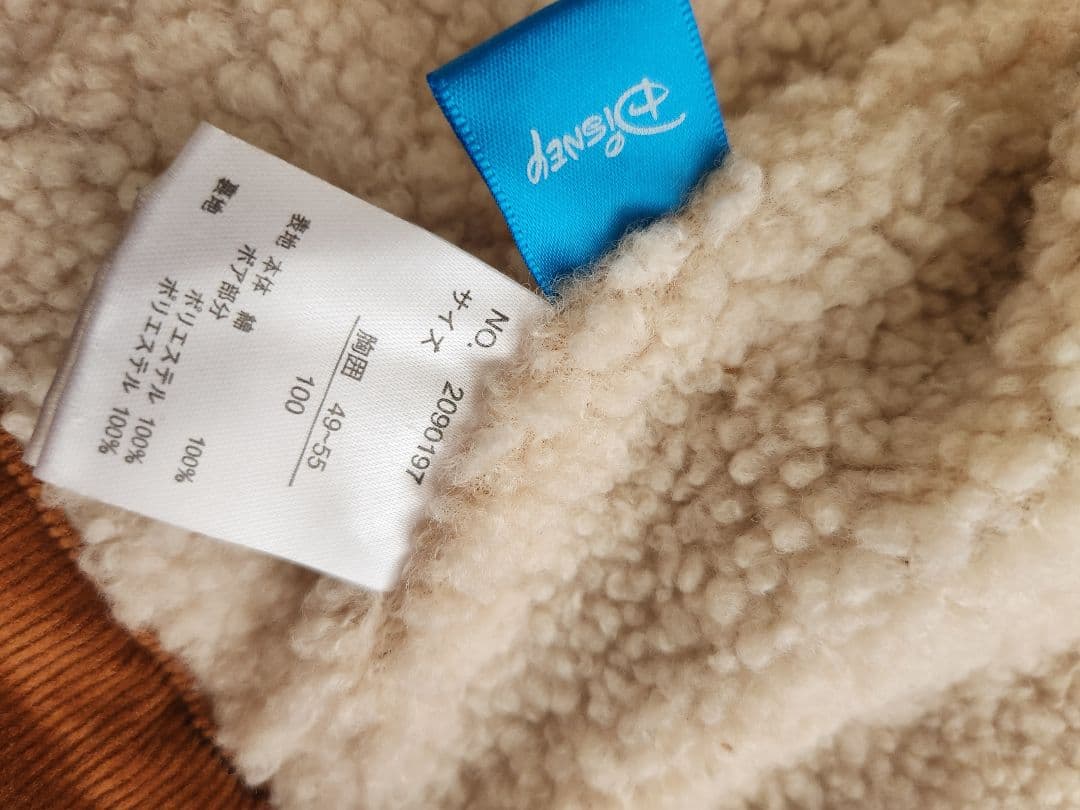 Disney
NO. 2090197
サイズ
胸囲 49~55
100
表地 本体 綿 100%
ボア部分 ポリエステル 100%
裏地 ポリエステル 100%